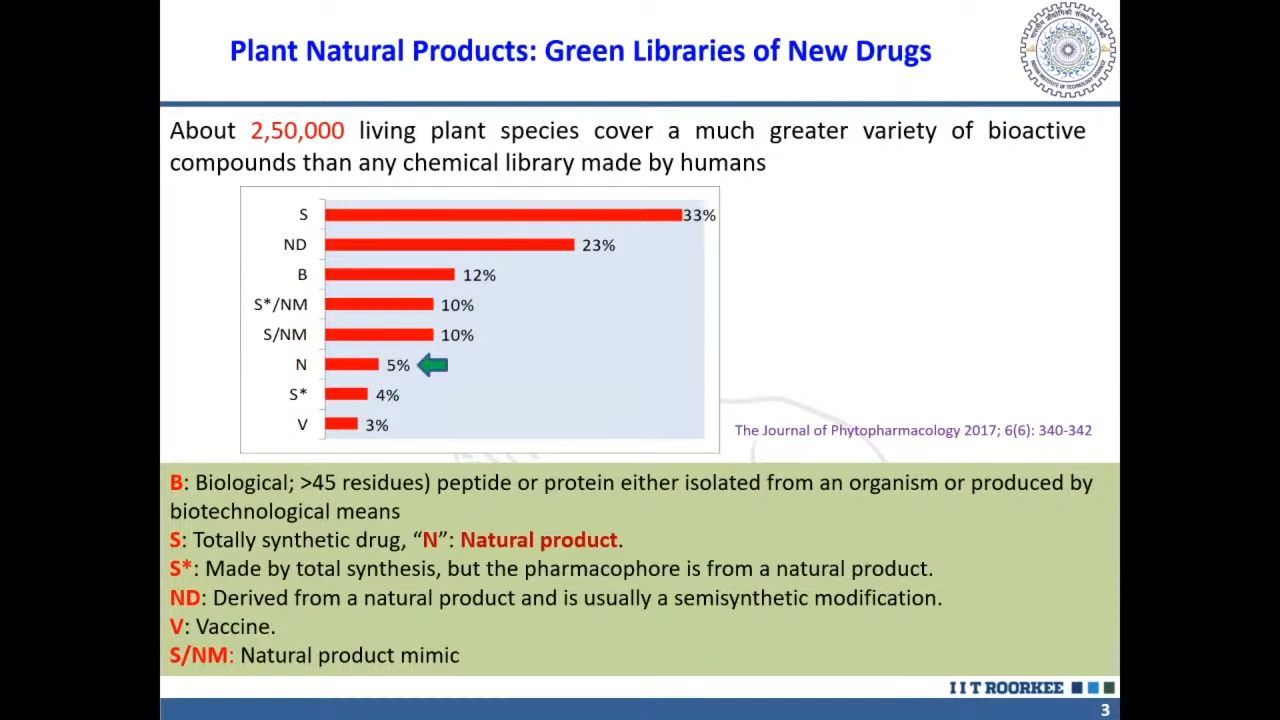 Plant Natural Products: Green Libraries of New Drugs
About 2,50,000 living plant species cover a much greater variety of bioactive
compounds than any chemical library made by humans
S 33%
ND 23%
B 12%
S*/NM 10%
S/NM 10%
N 5%
S* 4%
V 3%
The Journal of Phytopharmacology 2017; 6(6): 340-342
B: Biological; >45 residues) peptide or protein either isolated from an organism or produced by
biotechnological means
S: Totally synthetic drug, “N”: Natural product.
S*: Made by total synthesis, but the pharmacophore is from a natural product.
ND: Derived from a natural product and is usually a semisynthetic modification.
V: Vaccine.
S/NM: Natural product mimic
I I T ROORKEE
3